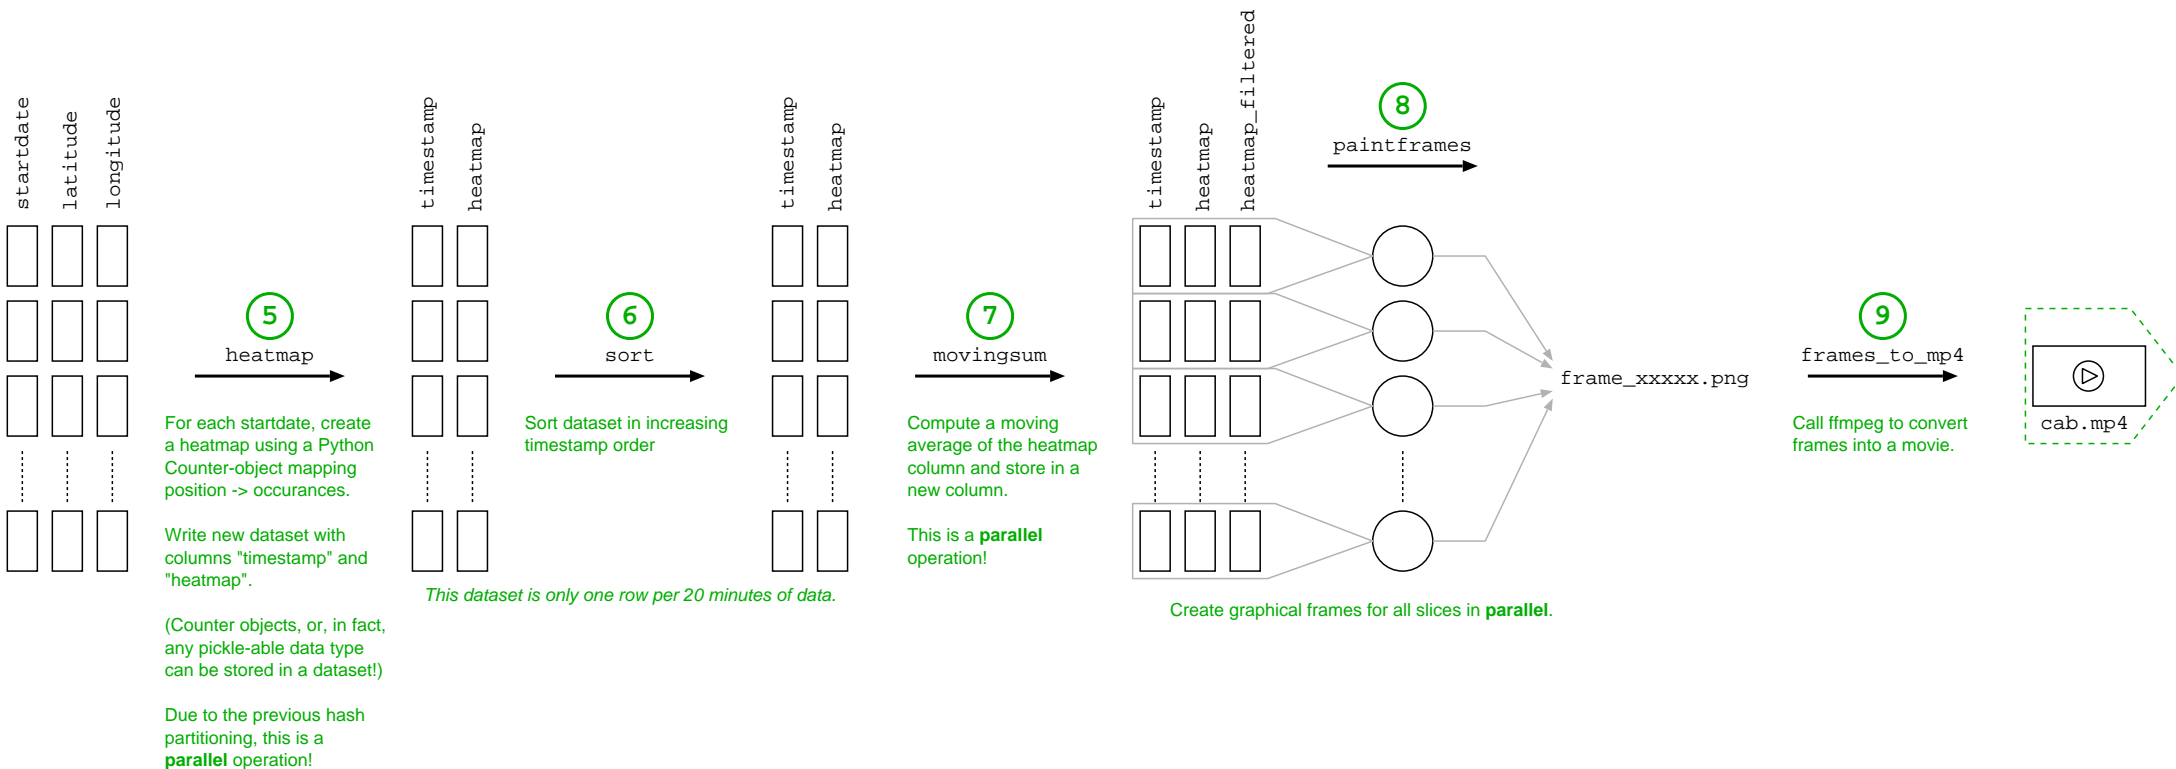 startdate
latitude
longitude
5
heatmap
For each startdate, create
a heatmap using a Python
Counter-object mapping
position -> occurances.
Write new dataset with
columns "timestamp" and
"heatmap".
(Counter objects, or, in fact,
any pickle-able data type
can be stored in a dataset!)
Due to the previous hash
partitioning, this is a
parallel operation!
timestamp
heatmap
6
sort
Sort dataset in increasing
timestamp order
This dataset is only one row per 20 minutes of data.
timestamp
heatmap
7
movingsum
Compute a moving
average of the heatmap
column and store in a
new column.
This is a parallel
operation!
timestamp
heatmap
heatmap_filtered
8
paintframes
Create graphical frames for all slices in parallel.
frame_xxxxx.png
9
frames_to_mp4
Call ffmpeg to convert
frames into a movie.
cab.mp4